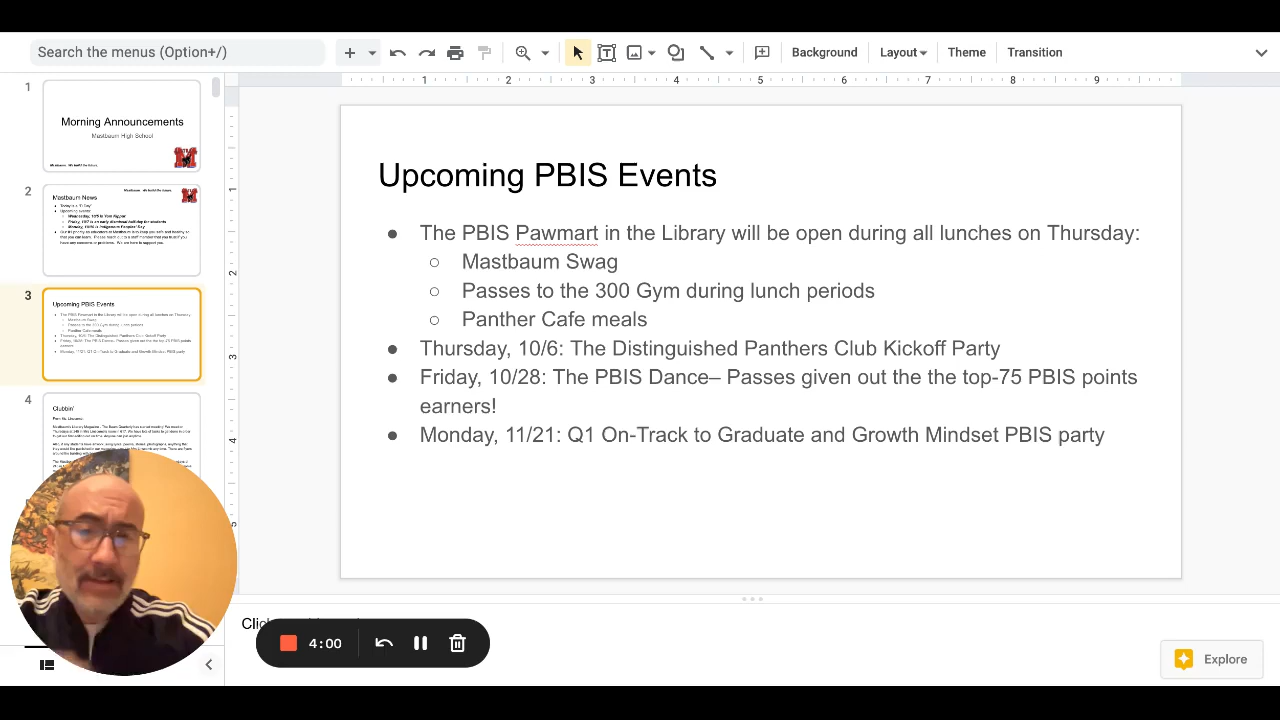 Search the menus (Option+/)
Background
Layout
Theme
Transition
1 2 3 4 5 6 7 8 9
1
Morning Announcements
Mastbaum High School
2
Mastbaum News
Upcoming PBIS Events
The PBIS Pawmart in the Library will be open during all lunches on Thursday:
Mastbaum Swag
Passes to the 300 Gym during lunch periods
Panther Cafe meals
Thursday, 10/6: The Distinguished Panthers Club Kickoff Party
Friday, 10/28: The PBIS Dance– Passes given out the the top-75 PBIS points
earners!
Monday, 11/21: Q1 On-Track to Graduate and Growth Mindset PBIS party
3
Upcoming PBIS Events
4
Clubbin'
4:00
Explore